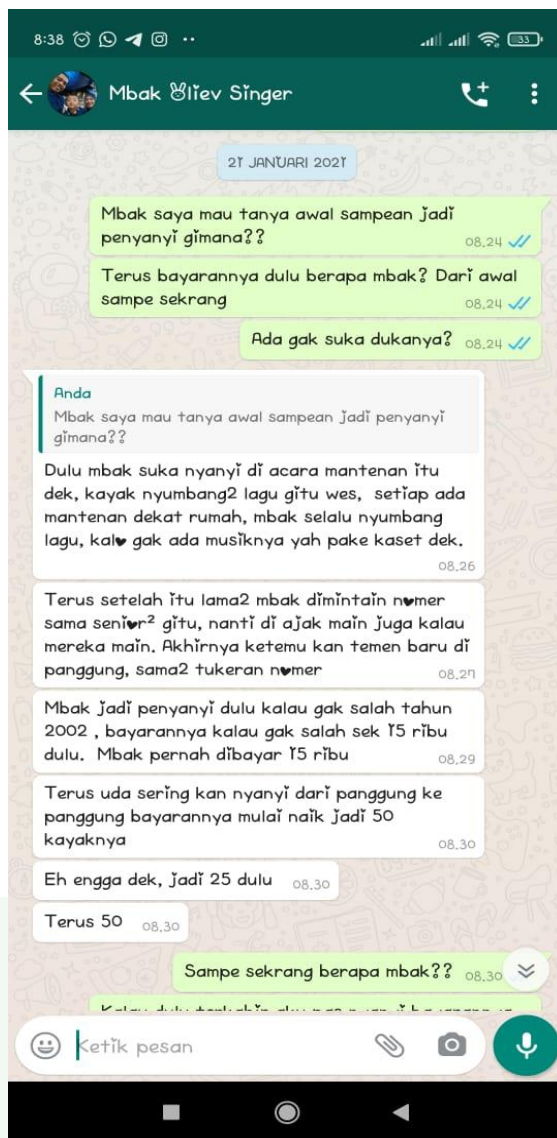 8:38
33
Mbak 🐰liev Singer
21 JANUARI 2021
Mbak saya mau tanya awal sampean jadi
penyanyi gimana??
08.24
Terus bayarannya dulu berapa mbak? Dari awal
sampe sekrang
08.24
Ada gak suka dukanya? 08.24
Anda
Mbak saya mau tanya awal sampean jadi penyanyi
gimana??
Dulu mbak suka nyanyi di acara mantenan itu
dek, kayak nyumbang2 lagu gitu wes, setiap ada
mantenan dekat rumah, mbak selalu nyumbang
lagu, kal♥ gak ada musiknya yah pake kaset dek.
08.26
Terus setelah itu lama2 mbak dimintain n♥mer
sama seni♥r² gitu, nanti di ajak main juga kalau
mereka main. Akhirnya ketemu kan temen baru di
panggung, sama2 tukeran n♥mer 08.27
Mbak jadi penyanyi dulu kalau gak salah tahun
2002 , bayarannya kalau gak salah sek 15 ribu
dulu. Mbak pernah dibayar 15 ribu 08.29
Terus uda sering kan nyanyi dari panggung ke
panggung bayarannya mulai naik jadi 50
kayaknya 08.30
Eh engga dek, jadi 25 dulu 08.30
Terus 50 08.30
Sampe sekrang berapa mbak?? 08.30
Ketik pesan